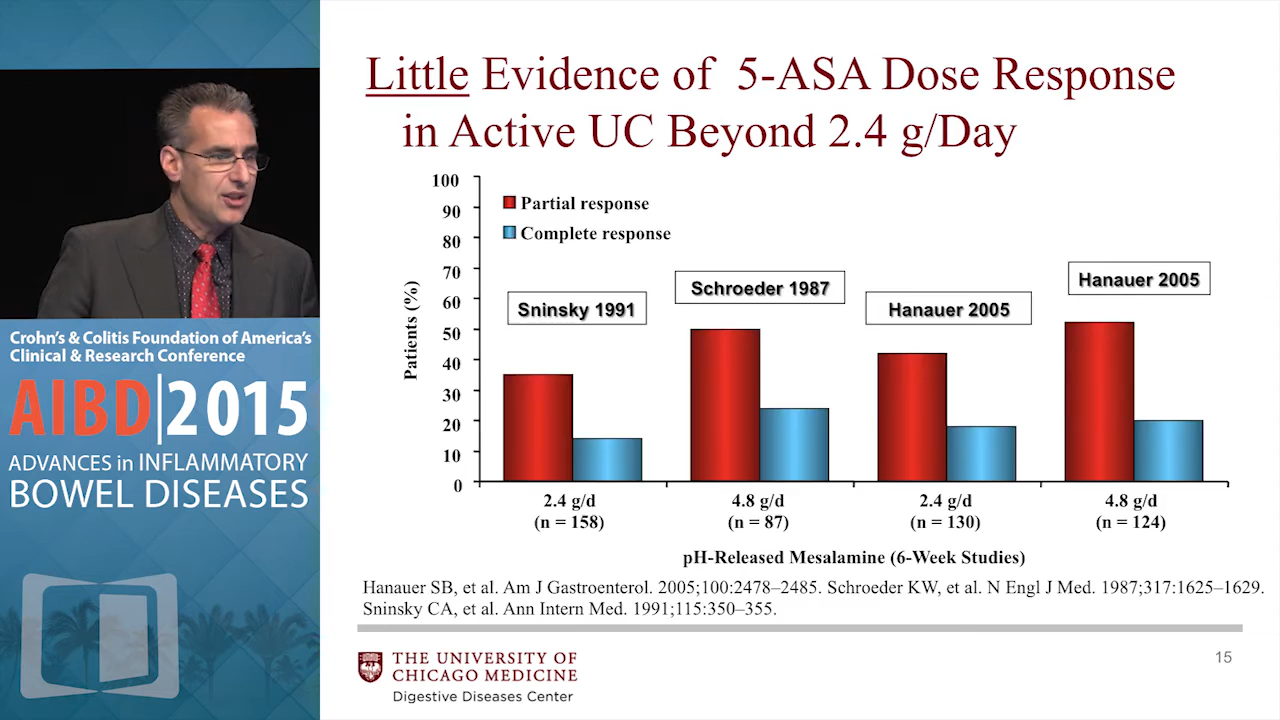 Little Evidence of 5-ASA Dose Response
in Active UC Beyond 2.4 g/Day
100
90
80
70
60
50
40
30
20
10
0
Patients (%)
Partial response
Complete response
Sninsky 1991
Schroeder 1987
Hanauer 2005
Hanauer 2005
2.4 g/d
(n = 158)
4.8 g/d
(n = 87)
2.4 g/d
(n = 130)
4.8 g/d
(n = 124)
pH-Released Mesalamine (6-Week Studies)
Hanauer SB, et al. Am J Gastroenterol. 2005;100:2478–2485. Schroeder KW, et al. N Engl J Med. 1987;317:1625–1629.
Sninsky CA, et al. Ann Intern Med. 1991;115:350–355.
THE UNIVERSITY OF
CHICAGO MEDICINE
Digestive Diseases Center
15
Crohn's & Colitis Foundation of America's
Clinical & Research Conference
AIBD|2015
ADVANCES in INFLAMMATORY
BOWEL DISEASES